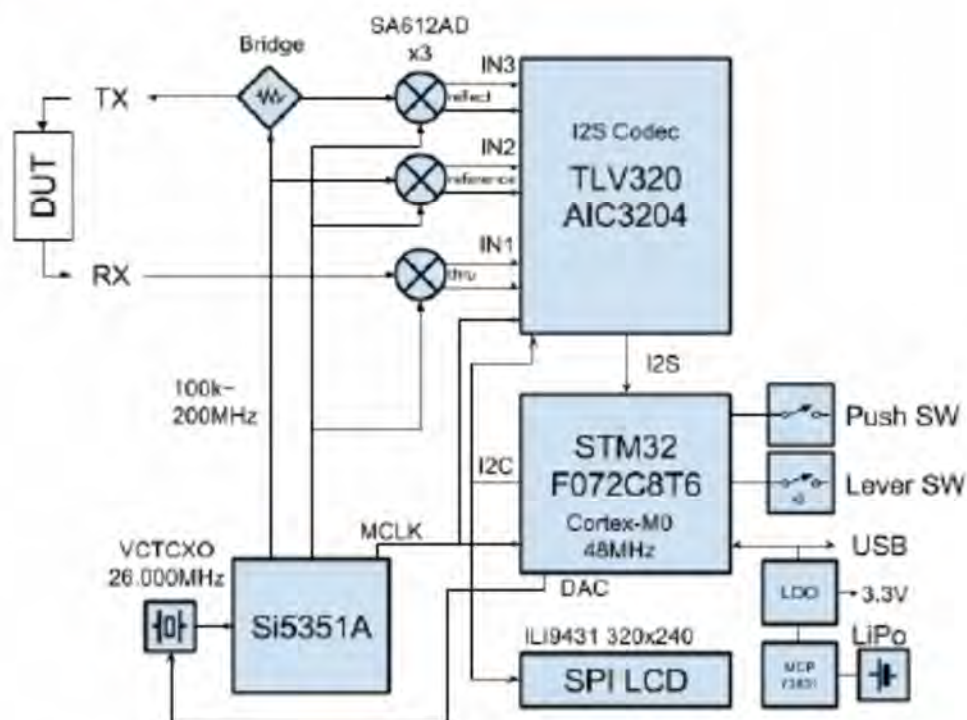 SA612AD
x3
Bridge
IN3
TX
reflect
I2S Codec
IN2
TLV320
AIC3204
reference
DUT
IN1
RX
thru
I2S
100k-
200MHz
Push SW
STM32
F072C8T6
I2C
Lever SW
Cortex-M0
48MHz
MCLK
USB
VCTCXO
26.000MHz
DAC
LDO
3.3V
Si5351A
ILI9431 320x240
LiPo
SPI LCD
MCP